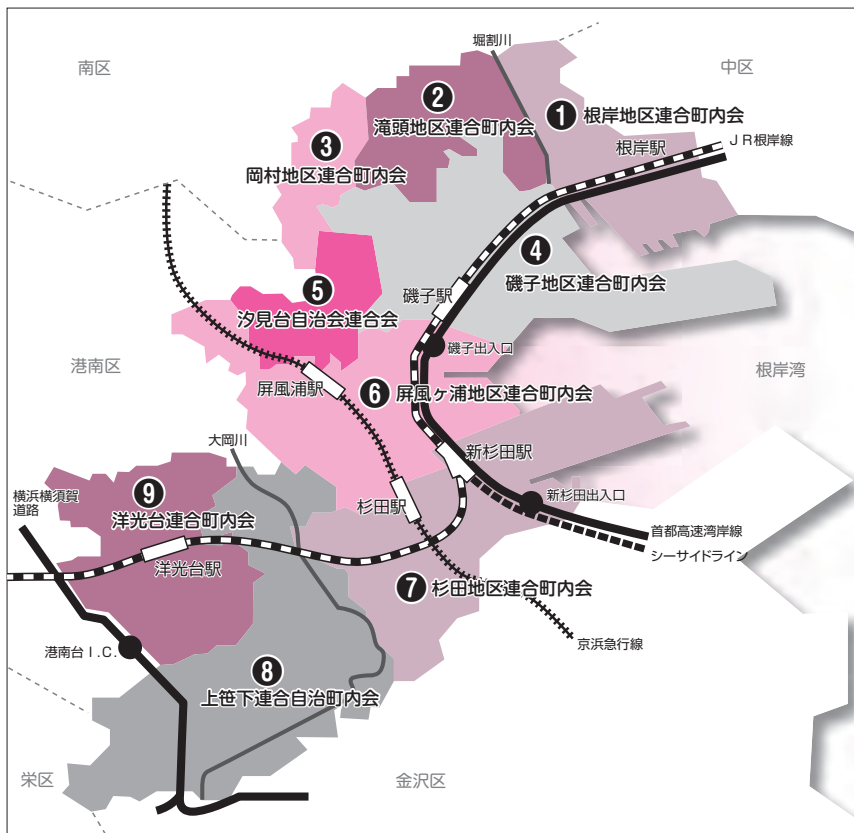 堀割川
南区
中区
❷
滝頭地区連合町内会
❶
根岸地区連合町内会
根岸駅
JR根岸線
❸
岡村地区連合町内会
❹
磯子地区連合町内会
磯子駅
❺
汐見台自治会連合会
磯子出入口
港南区
根岸湾
屏風浦駅
❻
屏風ヶ浦地区連合町内会
大岡川
新杉田駅
❾
洋光台連合町内会
横浜横須賀
道路
杉田駅
新杉田出入口
首都高速湾岸線
シーサイドライン
洋光台駅
❼
杉田地区連合町内会
京浜急行線
港南台I.C.
❽
上笹下連合自治町内会
栄区
金沢区